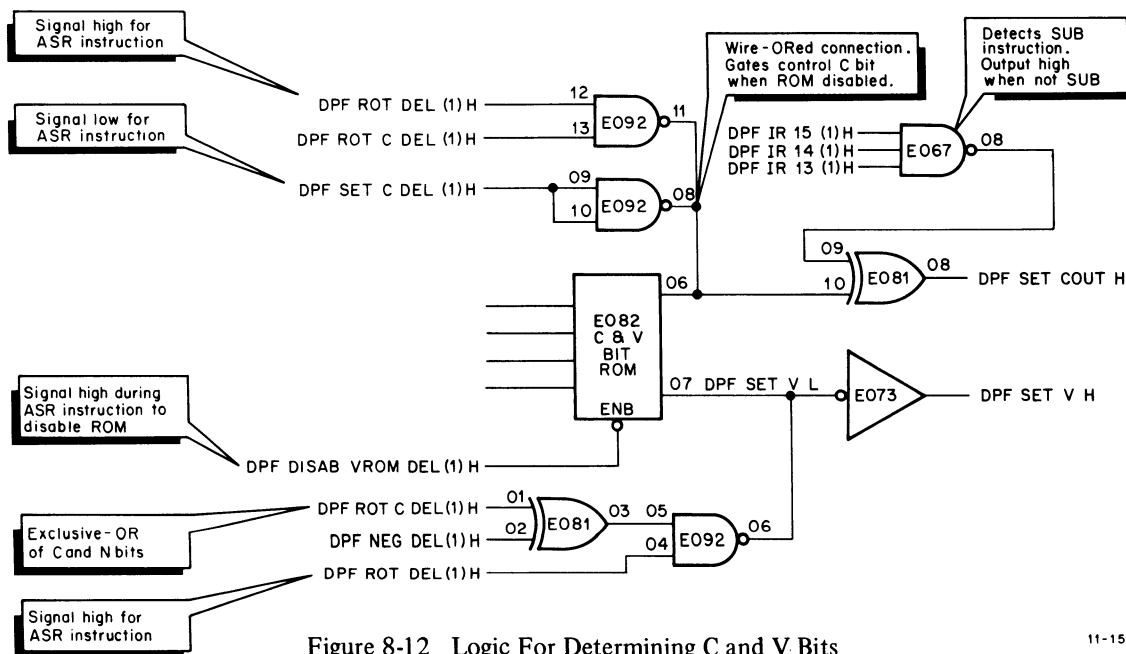 Signal high for
ASR instruction
Signal low for
ASR instruction
DPF ROT DEL (1) H
12
DPF ROT C DEL (1) H
13
E092
11
DPF SET C DEL (1) H
09
10
E092
08
Wire-ORed connection.
Gates control C bit
when ROM disabled.
Detects SUB
instruction.
Output high
when not SUB
DPF IR 15 (1) H
DPF IR 14 (1) H
DPF IR 13 (1) H
E067
08
09
10
E081
08
DPF SET COUT H
06
E082
C & V
BIT
ROM
ENB
07 DPF SET V L
E073
DPF SET V H
Signal high during
ASR instruction to
disable ROM
DPF DISAB VROM DEL (1) H
Exclusive-OR
of C and N bits
DPF ROT C DEL (1) H
01
DPF NEG DEL (1) H
02
E081
03
05
04
E092
06
DPF ROT DEL (1) H
Signal high for
ASR instruction
Figure 8-12 Logic For Determining C and V Bits
11-15